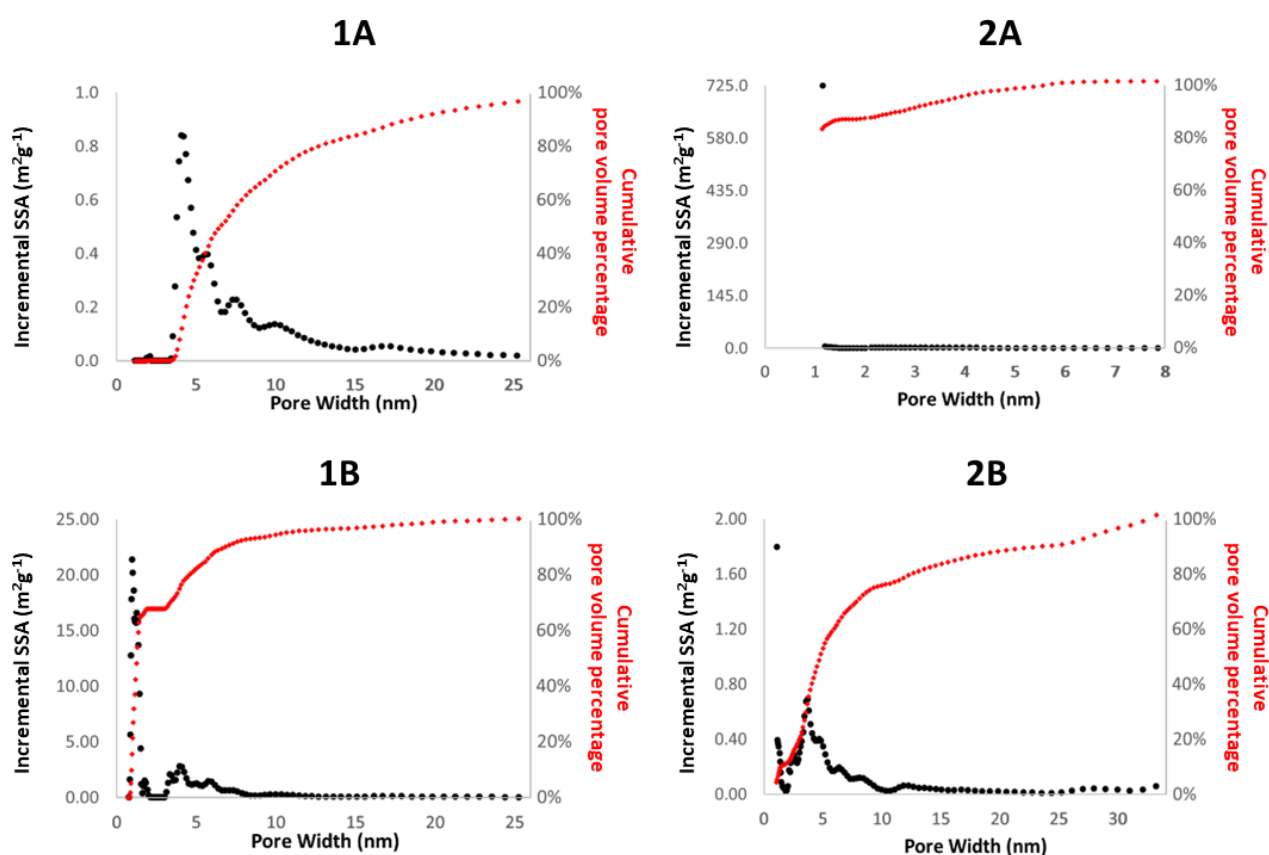 1A
1.0
0.8
0.6
0.4
0.2
0.0
Incremental SSA (m²g⁻¹)
0 5 10 15 20 25
Pore Width (nm)
100%
80%
60%
40%
20%
0%
Cumulative
pore volume percentage
2A
725.0
580.0
435.0
290.0
145.0
0.0
Incremental SSA (m²g⁻¹)
0 1 2 3 4 5 6 7 8
Pore Width (nm)
100%
80%
60%
40%
20%
0%
Cumulative
pore volume percentage
1B
25.00
20.00
15.00
10.00
5.00
0.00
Incremental SSA (m²g⁻¹)
0 5 10 15 20 25
Pore Width (nm)
100%
80%
60%
40%
20%
0%
Cumulative
pore volume percentage
2B
2.00
1.60
1.20
0.80
0.40
0.00
Incremental SSA (m²g⁻¹)
0 5 10 15 20 25 30
Pore Width (nm)
100%
80%
60%
40%
20%
0%
Cumulative
pore volume percentage